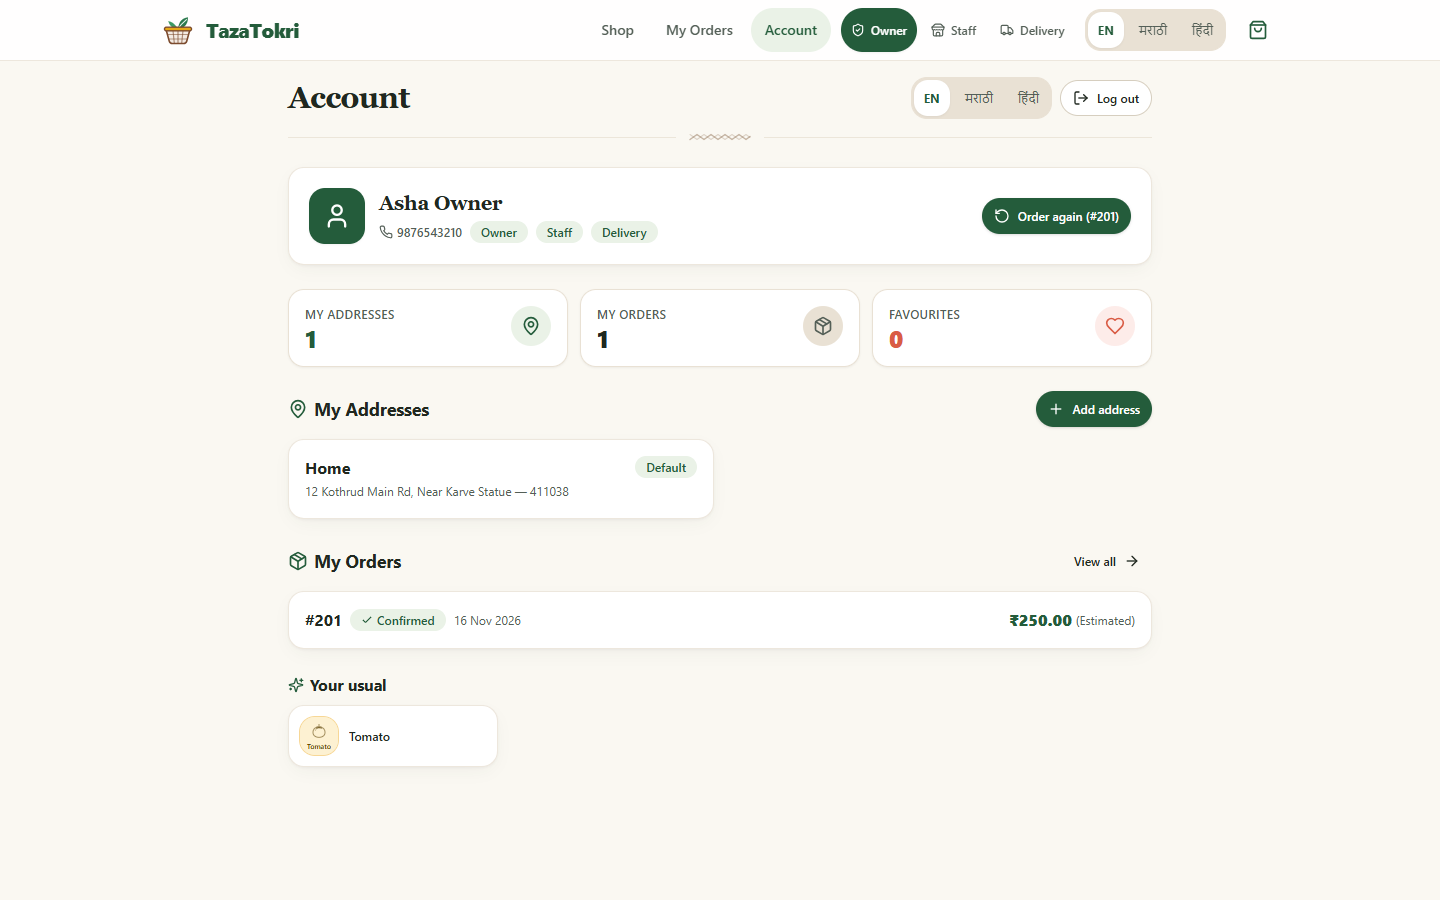 TazaTokri
Shop
My Orders
Account
Owner
Staff
Delivery
EN
मराठी
हिंदी
Account
EN
मराठी
हिंदी
Log out
Asha Owner
9876543210
Owner
Staff
Delivery
Order again (#201)
MY ADDRESSES
1
MY ORDERS
1
FAVOURITES
0
My Addresses
Add address
Home
Default
12 Kothrud Main Rd, Near Karve Statue — 411038
My Orders
View all
#201
Confirmed
16 Nov 2026
₹250.00 (Estimated)
Your usual
Tomato
Tomato